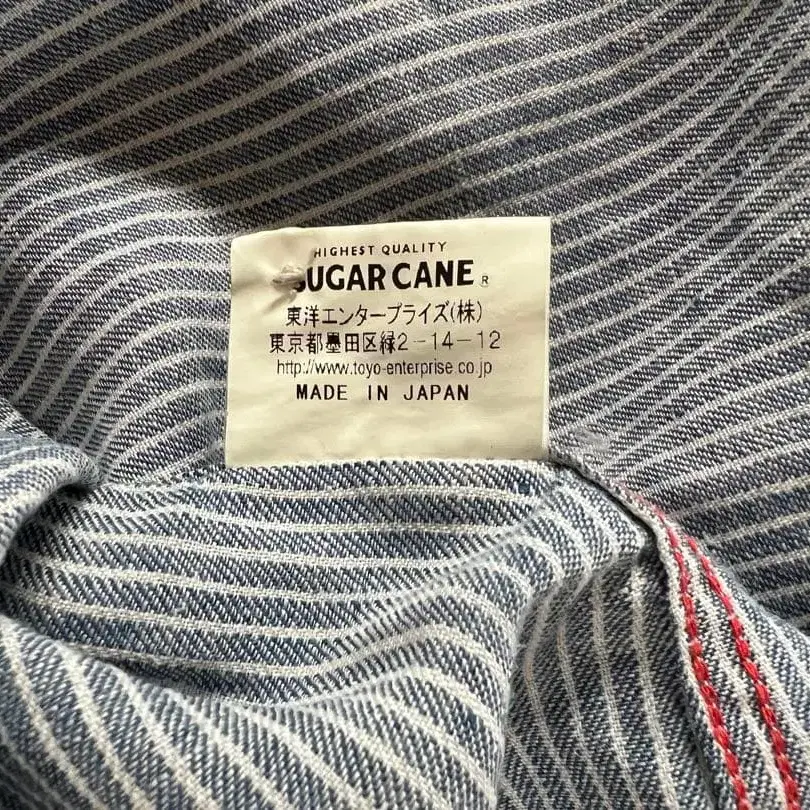 HIGHEST QUALITY
SUGAR CANE ®
東洋エンタープライズ(株)
東京都墨田区緑2-14-12
http://www.toyo-enterprise.co.jp
MADE IN JAPAN